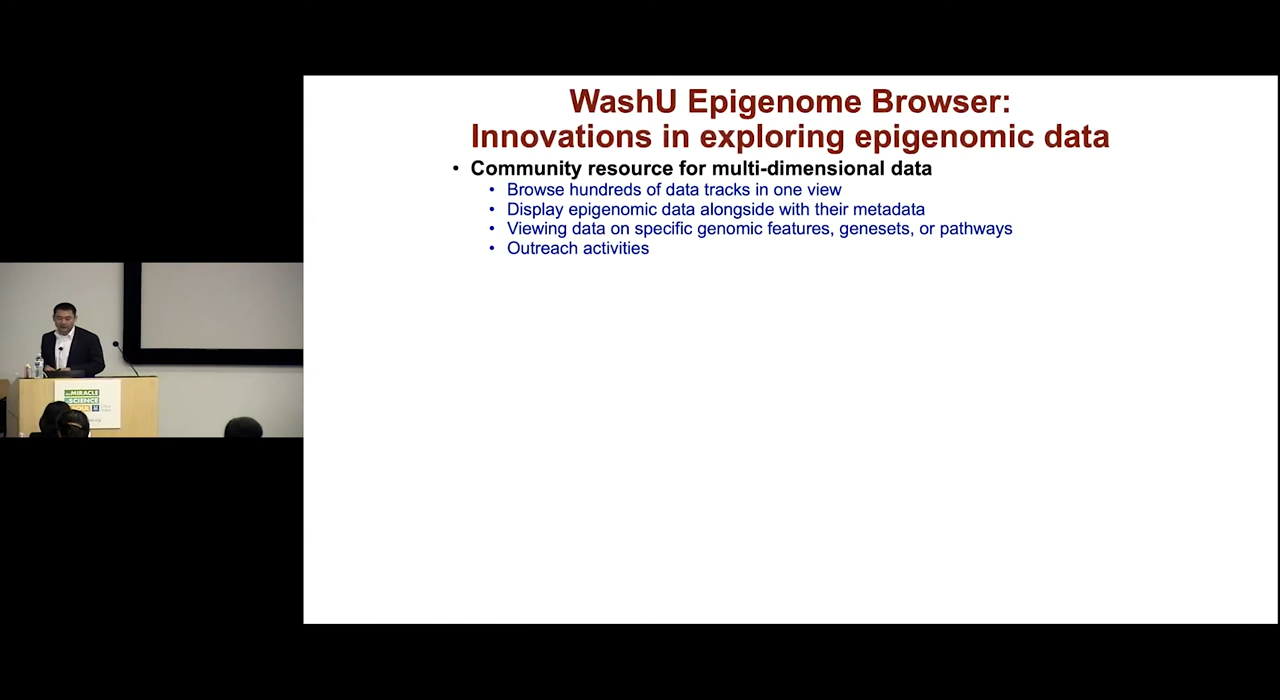 WashU Epigenome Browser:
Innovations in exploring epigenomic data
• Community resource for multi-dimensional data
• Browse hundreds of data tracks in one view
• Display epigenomic data alongside with their metadata
• Viewing data on specific genomic features, genesets, or pathways
• Outreach activities
MIRACLE
SCIENCE